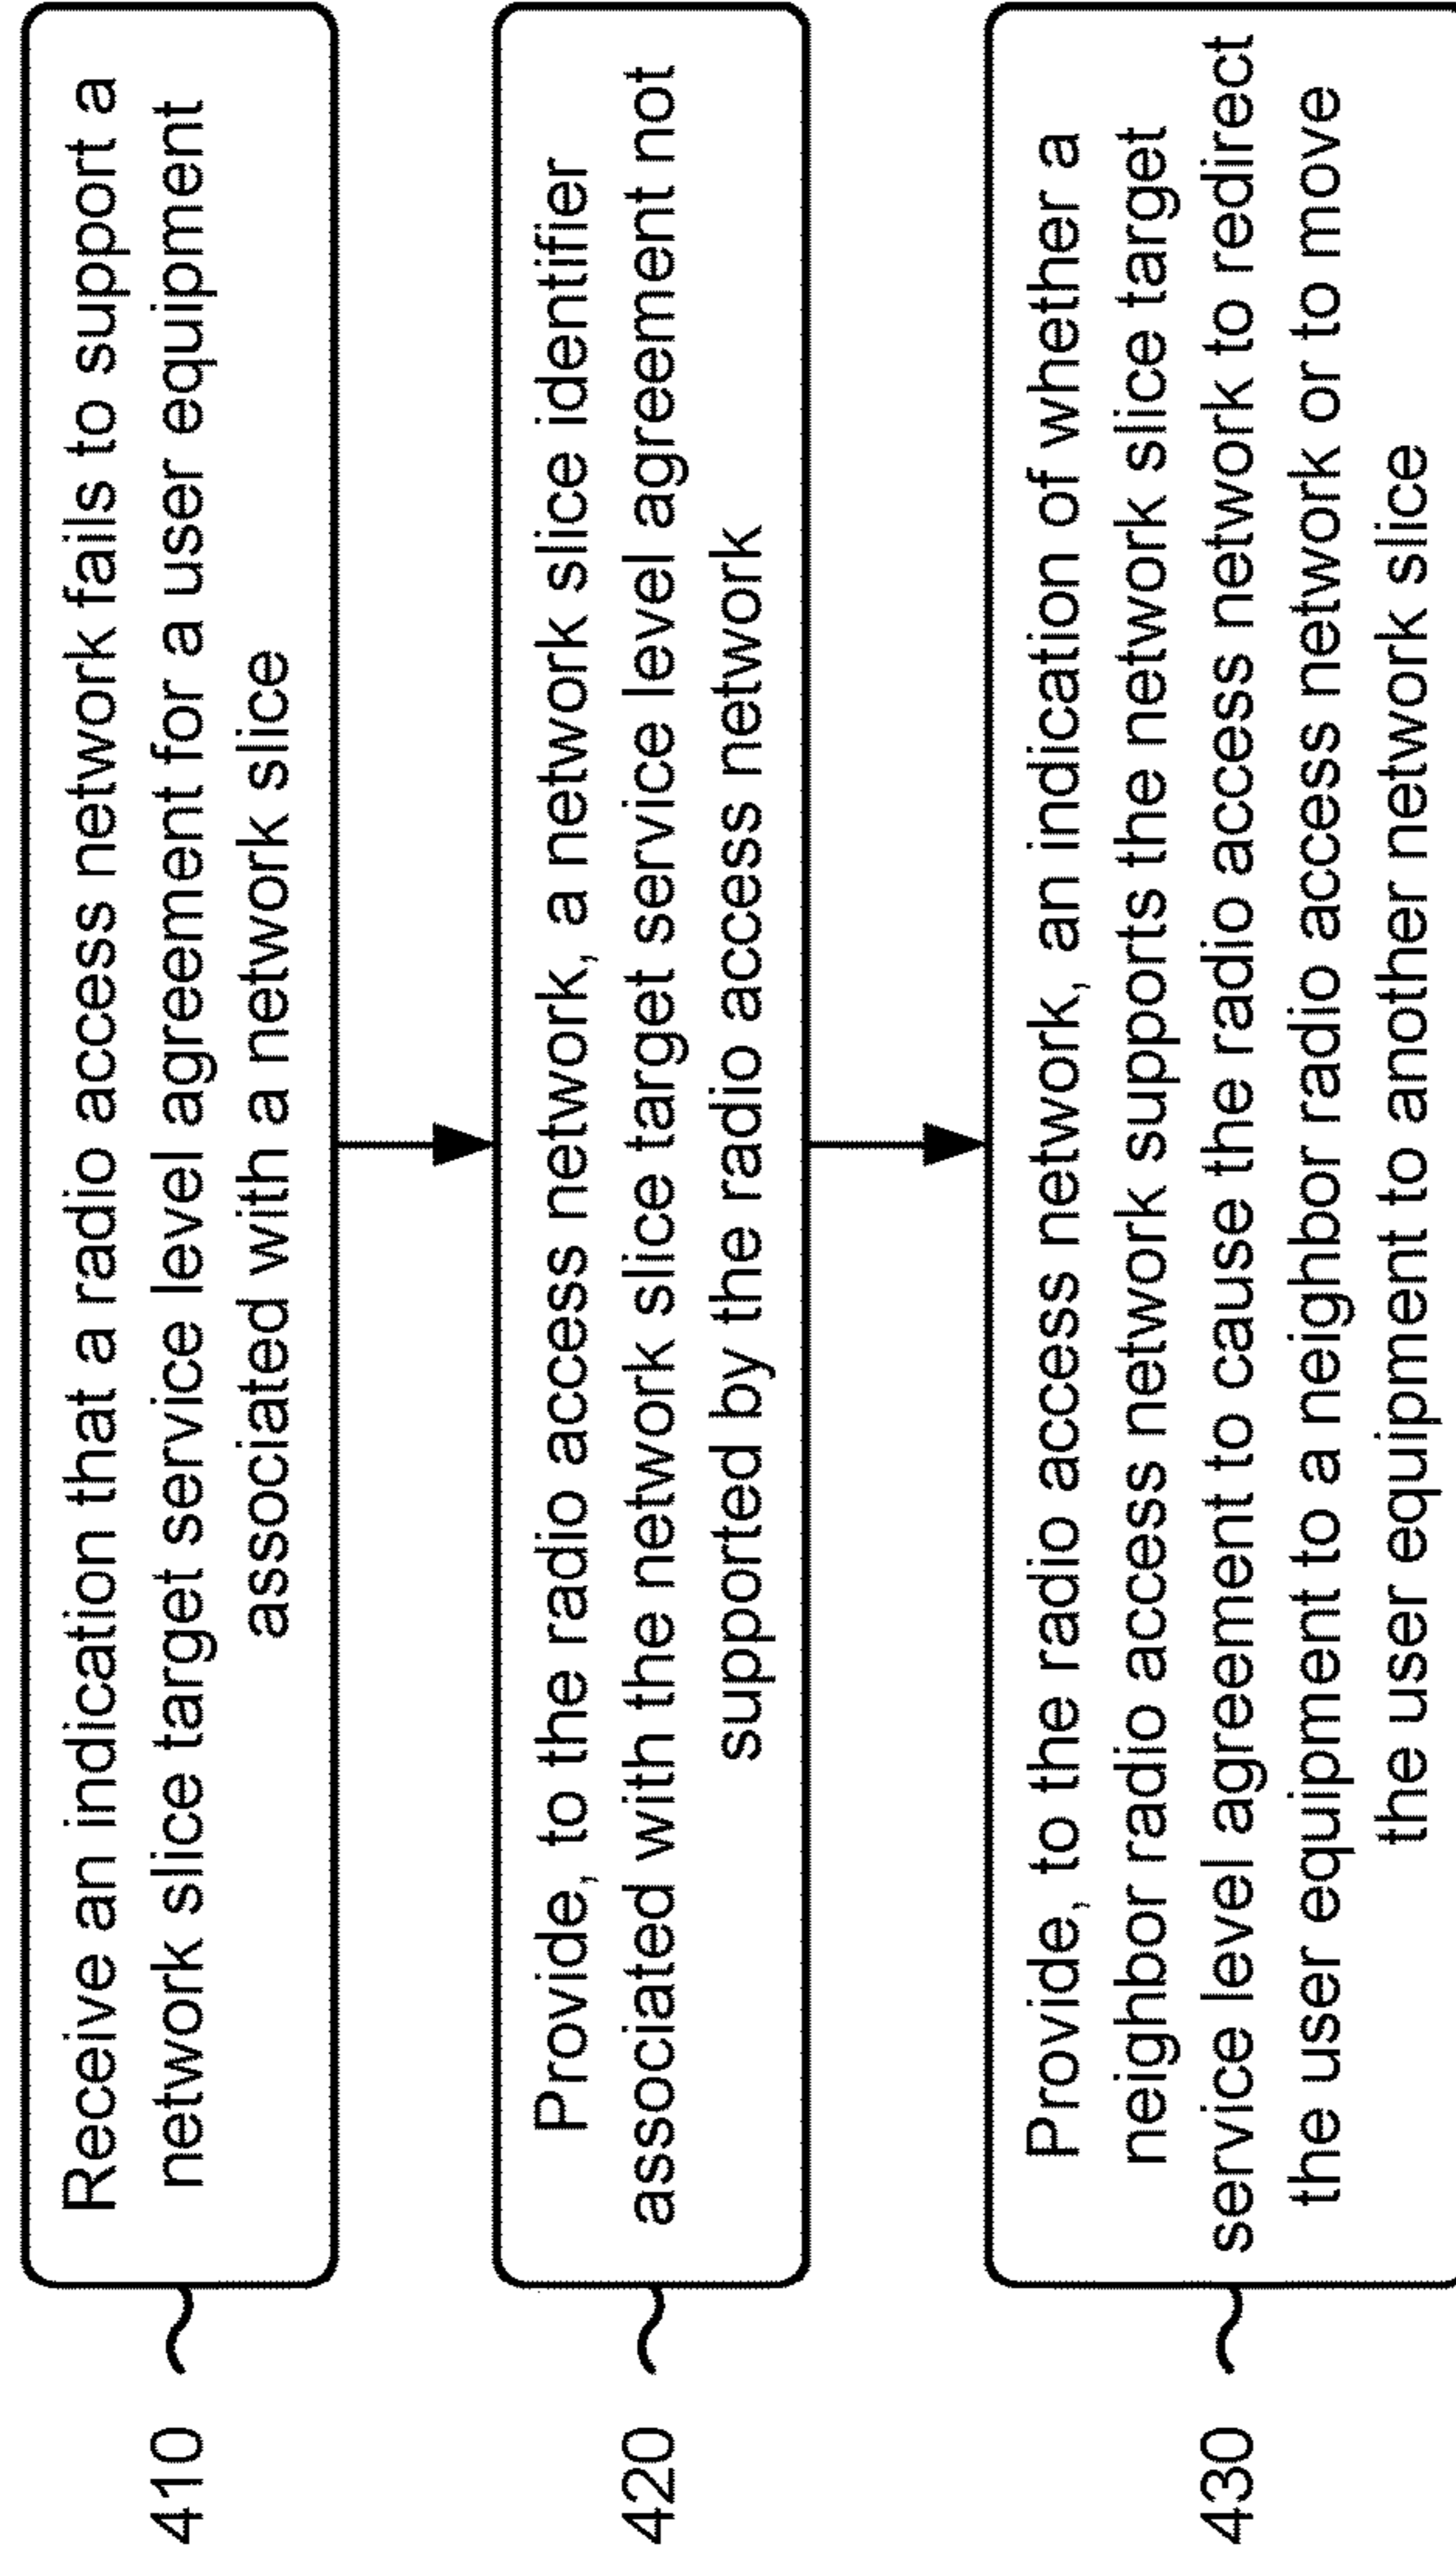 410
Receive an indication that a radio access network fails to support a
network slice target service level agreement for a user equipment
associated with a network slice
420
Provide, to the radio access network, a network slice identifier
associated with the network slice target service level agreement not
supported by the radio access network
430
Provide, to the radio access network, an indication of whether a
neighbor radio access network supports the network slice target
service level agreement to cause the radio access network to redirect
the user equipment to a neighbor radio access network or to move
the user equipment to another network slice